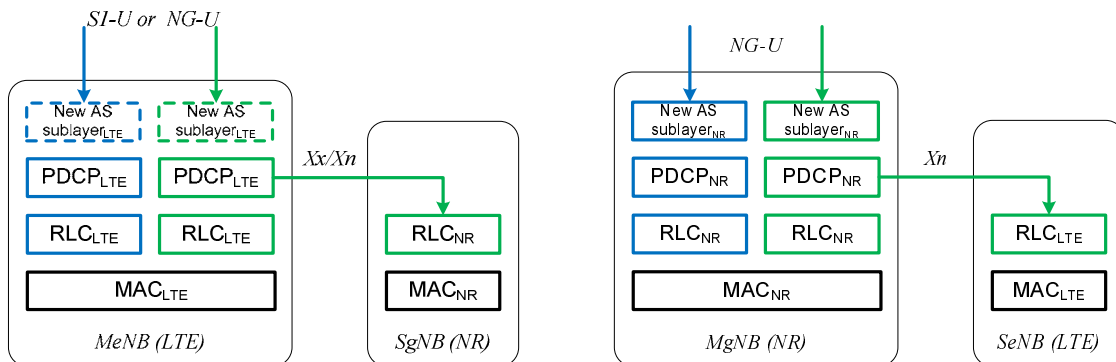 S1-U or NG-U
New AS
sublayerLTE
New AS
sublayerLTE
PDCPLTE
PDCPLTE
Xx/Xn
RLCLTE
RLCLTE
RLCNR
MACLTE
MACNR
MeNB (LTE)
SgNB (NR)
NG-U
New AS
sublayerNR
New AS
sublayerNR
PDCPNR
PDCPNR
Xn
RLCNR
RLCNR
RLCLTE
MACNR
MACLTE
MgNB (NR)
SeNB (LTE)